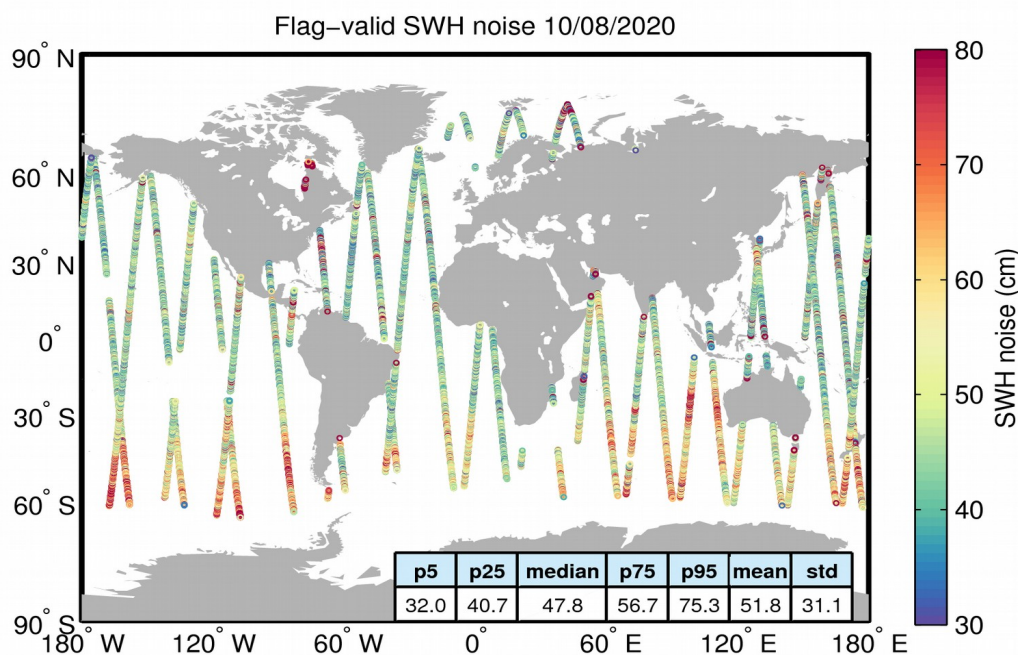 Flag−valid SWH noise 10/08/2020
90° N
60° N
30° N
0°
30° S
60° S
90° S
180° W
120° W
60° W
0°
60° E
120° E
180° E
80
70
60
50
40
30
SWH noise (cm)
p5 p25 median p75 p95 mean std
32.0 40.7 47.8 56.7 75.3 51.8 31.1